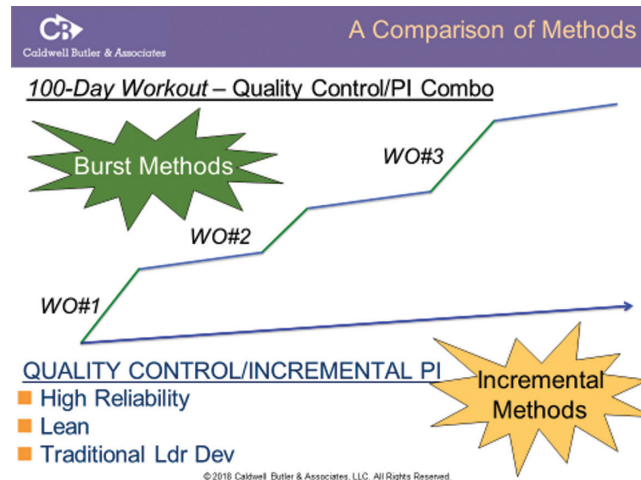 CB
Caldwell Butler & Associates
A Comparison of Methods
100-Day Workout – Quality Control/PI Combo
Burst Methods
WO#3
WO#2
WO#1
QUALITY CONTROL/INCREMENTAL PI
High Reliability
Lean
Traditional Ldr Dev
Incremental
Methods
© 2018 Caldwell Butler & Associates, LLC. All Rights Reserved.